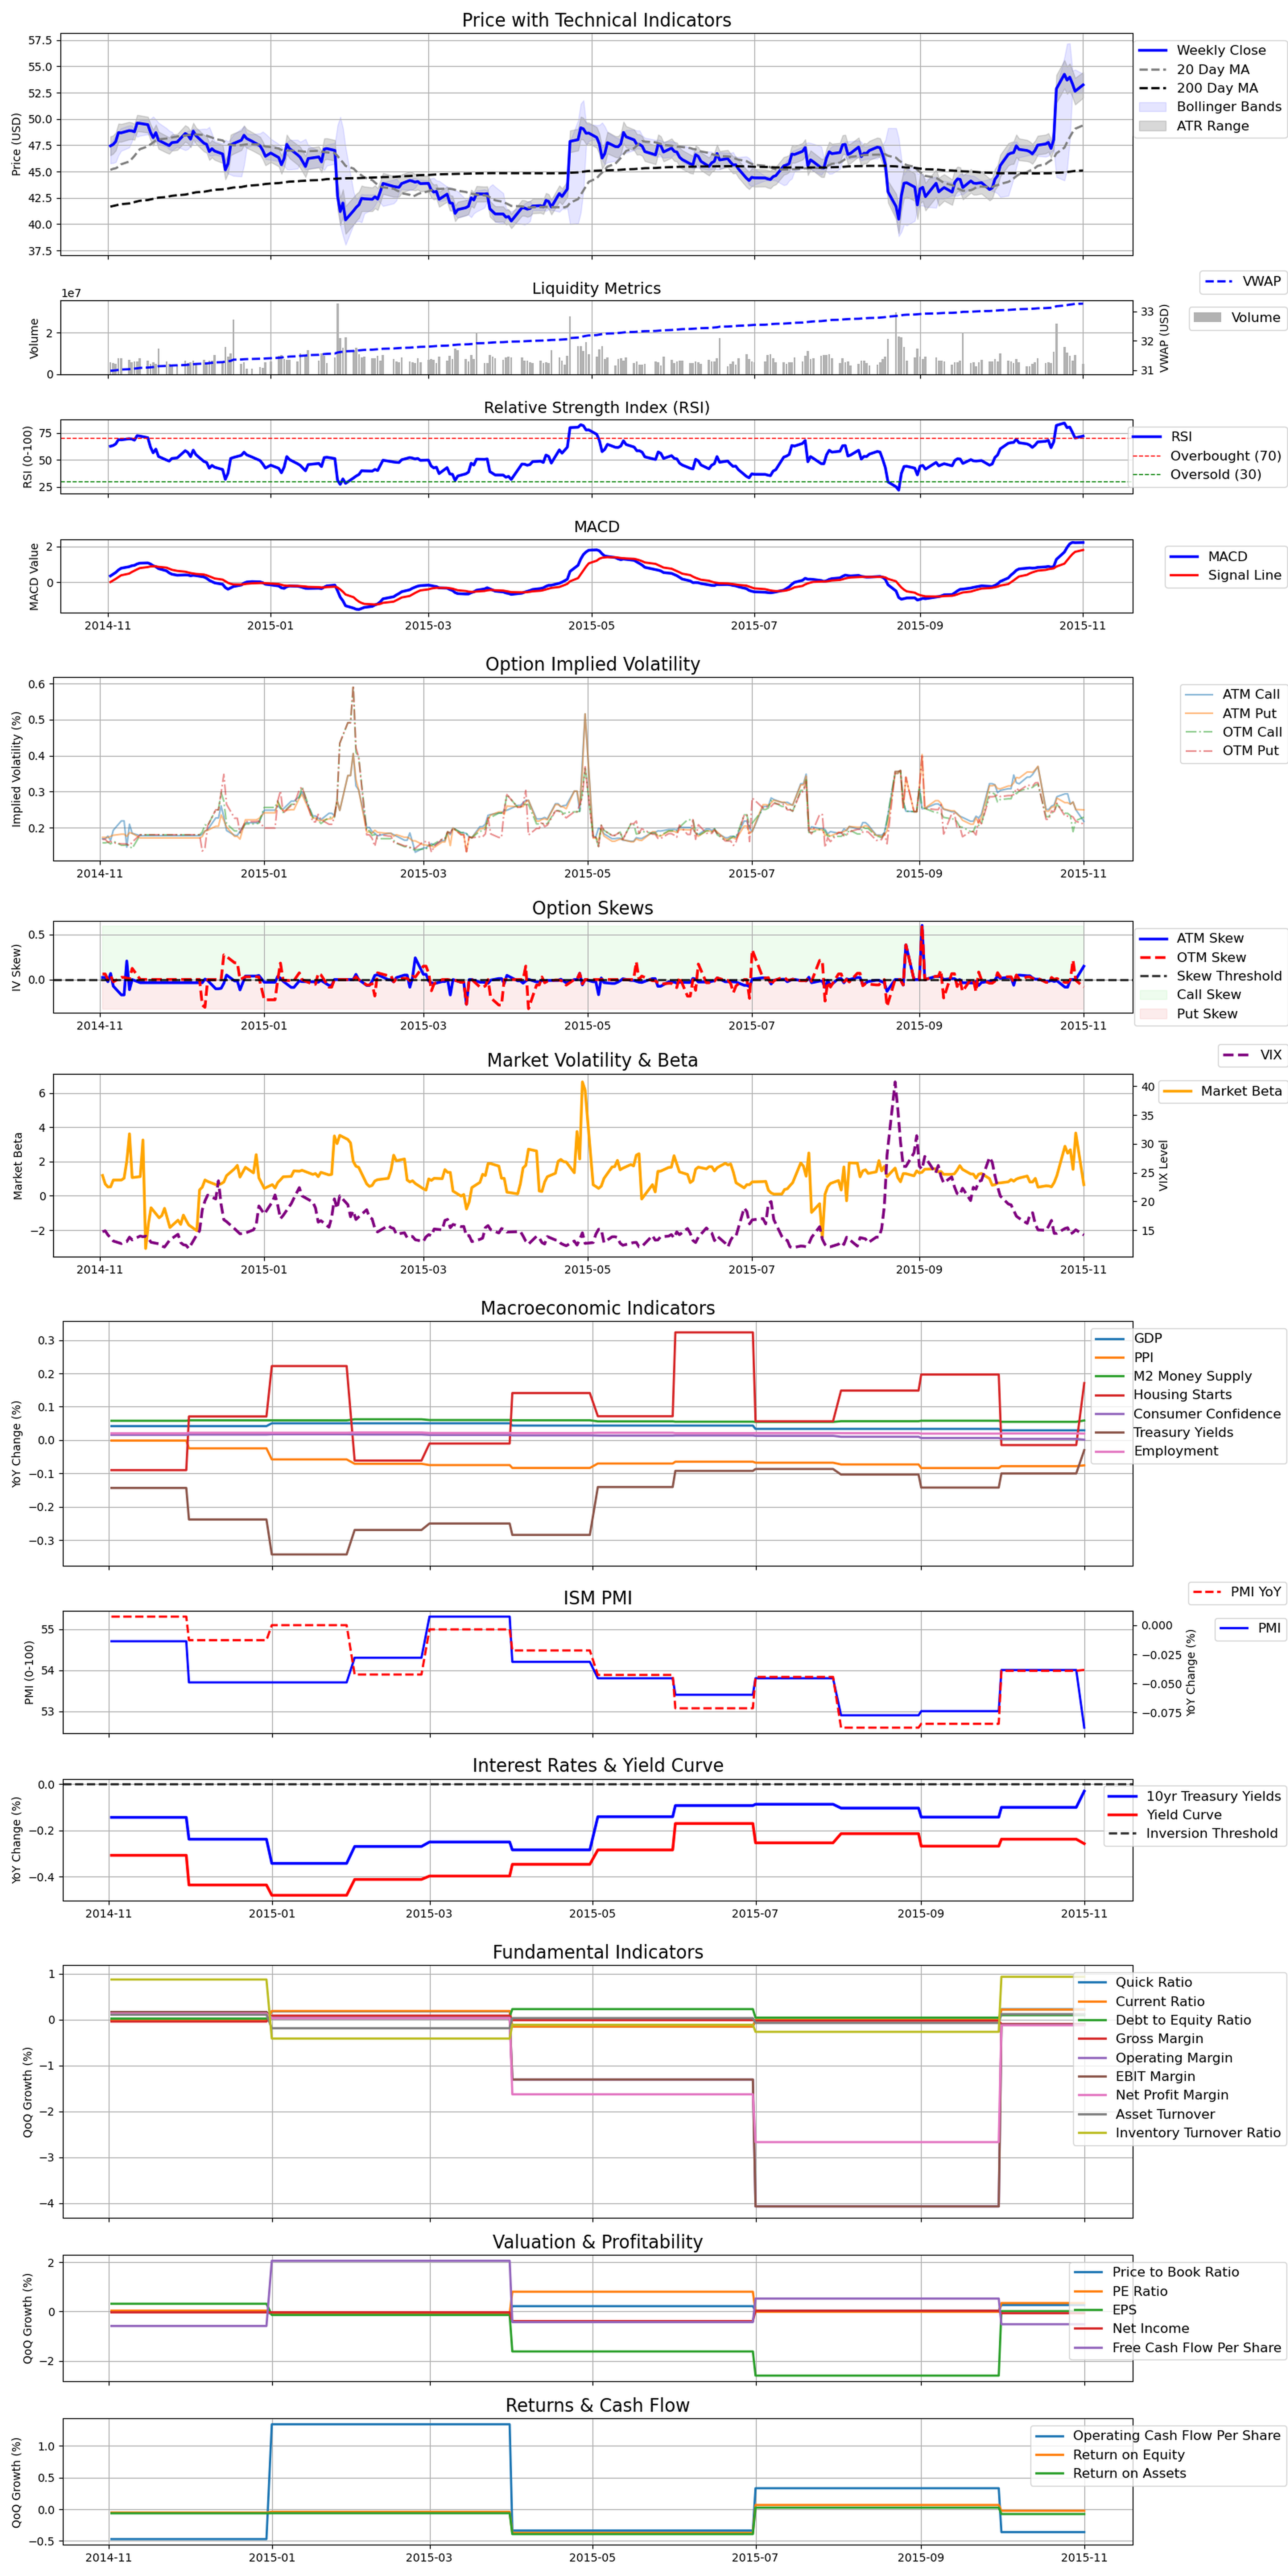 Price with Technical Indicators
Price (USD)
57.5
55.0
52.5
50.0
47.5
45.0
42.5
40.0
37.5
Weekly Close
20 Day MA
200 Day MA
Bollinger Bands
ATR Range
Liquidity Metrics
1e7
Volume
2
0
33
32
31
VWAP (USD)
VWAP
Volume
Relative Strength Index (RSI)
RSI (0-100)
75
50
25
RSI
Overbought (70)
Oversold (30)
MACD
MACD Value
2
0
MACD
Signal Line
2014-11 2015-01 2015-03 2015-05 2015-07 2015-09 2015-11
Option Implied Volatility
Implied Volatility (%)
0.6
0.5
0.4
0.3
0.2
ATM Call
ATM Put
OTM Call
OTM Put
2014-11 2015-01 2015-03 2015-05 2015-07 2015-09 2015-11
Option Skews
IV Skew)
0.5
0.0
ATM Skew
OTM Skew
Skew Threshold
Call Skew
Put Skew
2014-11 2015-01 2015-03 2015-05 2015-07 2015-09 2015-11
Market Volatility & Beta
Market Beta
6
4
2
0
−2
40
35
30
25
20
15
VIX Level
VIX
Market Beta
2014-11 2015-01 2015-03 2015-05 2015-07 2015-09 2015-11
Macroeconomic Indicators
YoY Change (%)
0.3
0.2
0.1
0.0
−0.1
−0.2
−0.3
GDP
PPI
M2 Money Supply
Housing Starts
Consumer Confidence
Treasury Yields
Employment
ISM PMI
PMI (0-100)
55
54
53
0.000
−0.025
−0.050
−0.075
YoY Change (%)
PMI YoY
PMI
Interest Rates & Yield Curve
YoY Change (%)
0.0
−0.2
−0.4
10yr Treasury Yields
Yield Curve
Inversion Threshold
2014-11 2015-01 2015-03 2015-05 2015-07 2015-09 2015-11
Fundamental Indicators
QoQ Growth (%)
1
0
−1
−2
−3
−4
Quick Ratio
Current Ratio
Debt to Equity Ratio
Gross Margin
Operating Margin
EBIT Margin
Net Profit Margin
Asset Turnover
Inventory Turnover Ratio
Valuation & Profitability
QoQ Growth (%)
2
0
−2
Price to Book Ratio
PE Ratio
EPS
Net Income
Free Cash Flow Per Share
Returns & Cash Flow
QoQ Growth (%)
1.0
0.5
0.0
−0.5
Operating Cash Flow Per Share
Return on Equity
Return on Assets
2014-11 2015-01 2015-03 2015-05 2015-07 2015-09 2015-11